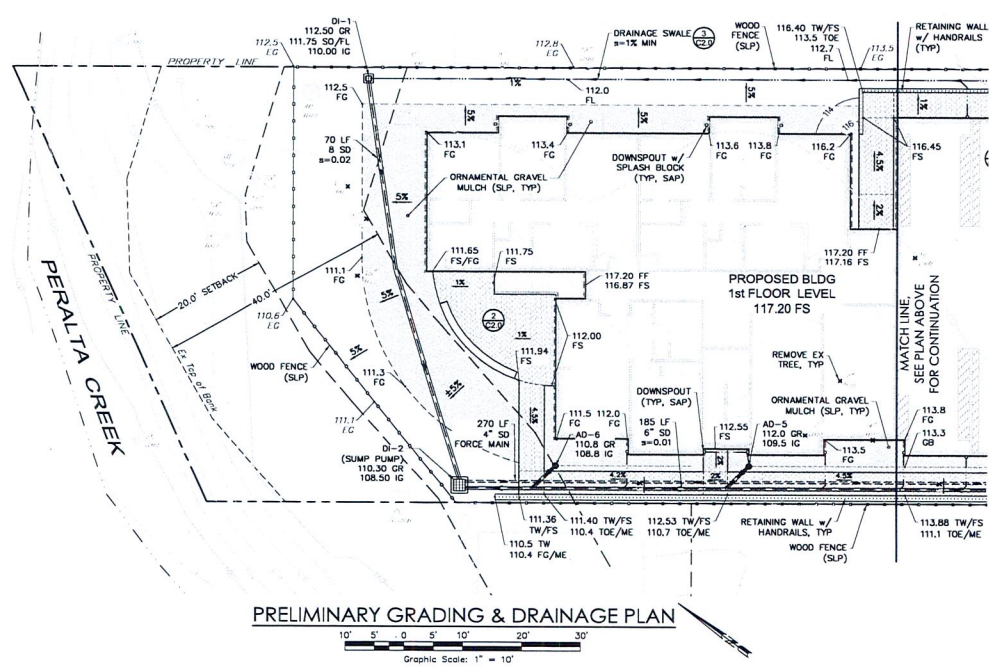 DI-1
112.50 GR
111.75 SO/FL
110.00 IG
112.5
EG
PROPERTY LINE
112.8
EG
DRAINAGE SWALE
s=1% MIN
3
C2.0
WOOD
FENCE
(SLP)
116.40 TW/FS
113.5 TOE
112.7
FL
113.5
EG
RETAINING WALL
w/ HANDRAILS
(TYP)
112.5
FG
1%
112.0
FL
5%
5%
5%
114
116
1%
70 LF
8 SD
s=0.02
113.1
FG
113.4
FG
DOWNSPOUT w/
SPLASH BLOCK
(TYP, SAP)
113.6
FG
113.8
FG
116.2
FG
4.5%
116.45
FS
ORNAMENTAL GRAVEL
MULCH (SLP, TYP)
5%
2%
PERALTA CREEK
PROPERTY
LINE
20.0' SETBACK
40.0'
Ex Top of Bank
111.1
FG
111.65
FS/FG
111.75
FS
117.20 FF
116.87 FS
117.20 FF
117.16 FS
PROPOSED BLDG
1st FLOOR LEVEL
117.20 FS
MATCH LINE,
SEE PLAN ABOVE
FOR CONTINUATION
1%
5%
2
C2.0
1%
110.6
EG
112.00
FS
111.94
FS
WOOD FENCE
(SLP)
5%
111.3
FG
±5%
REMOVE EX
TREE, TYP
4.5%
DOWNSPOUT
(TYP, SAP)
ORNAMENTAL GRAVEL
MULCH (SLP, TYP)
111.1
EG
270 LF
4" SD
FORCE MAIN
111.5
FG
112.0
FG
185 LF
6" SD
s=0.01
112.55
FS
AD-5
112.0 GR
109.5 IG
113.8
FG
113.3
GB
AD-6
110.8 GR
108.8 IG
113.5
FG
DI-2
(SUMP PUMP)
110.30 GR
108.50 IG
2%
4.2%
2%
4.5%
111.36
TW/FS
111.40 TW/FS
110.4 TOE/ME
112.53 TW/FS
110.7 TOE/ME
RETAINING WALL w/
HANDRAILS, TYP
113.88 TW/FS
111.1 TOE/ME
110.5 TW
110.4 FG/ME
WOOD FENCE
(SLP)
PRELIMINARY GRADING & DRAINAGE PLAN
10' 5' 0 5' 10' 20' 30'
Graphic Scale: 1" = 10'